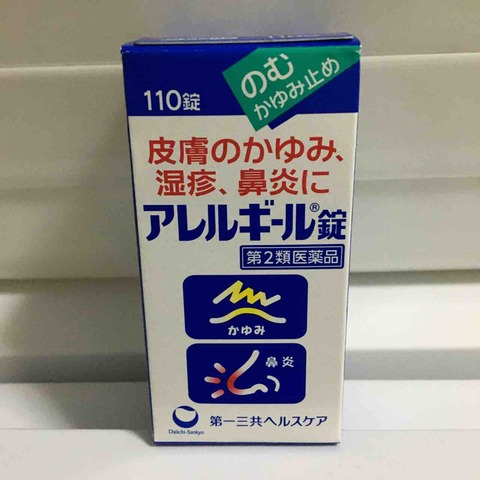 のむ
かゆみ止め
110錠
皮膚のかゆみ、
湿疹、鼻炎に
アレルギール®錠
第2類医薬品
かゆみ
鼻炎
第一三共ヘルスケア
Daiichi-Sankyo